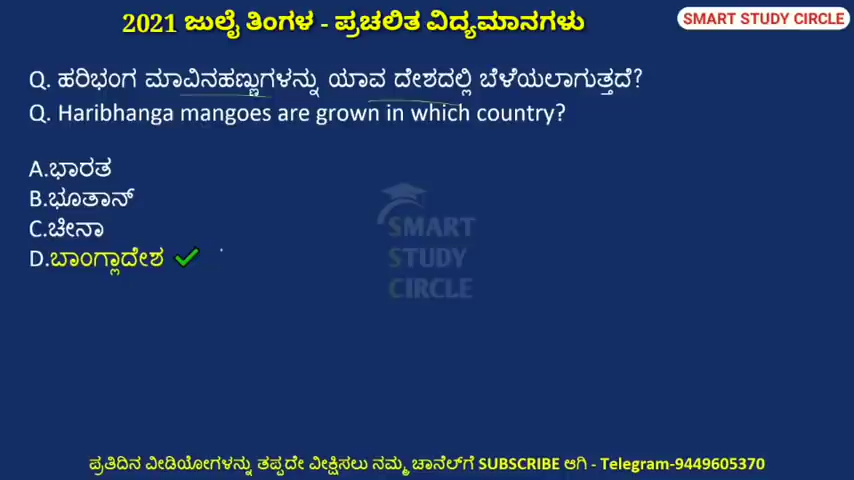 2021 ಜುಲೈ ತಿಂಗಳ - ಪ್ರಚಲಿತ ವಿದ್ಯಮಾನಗಳು
SMART STUDY CIRCLE
Q. ಹರಿಭಂಗ ಮಾವಿನಹಣ್ಣುಗಳನ್ನು ಯಾವ ದೇಶದಲ್ಲಿ ಬೆಳೆಯಲಾಗುತ್ತದೆ?
Q. Haribhanga mangoes are grown in which country?
A.ಭಾರತ
B.ಭೂತಾನ್
C.ಚೀನಾ
D.ಬಾಂಗ್ಲಾದೇಶ
SMART
STUDY
CIRCLE
ಪ್ರತಿದಿನ ವೀಡಿಯೋಗಳನ್ನು ತಪ್ಪದೇ ವೀಕ್ಷಿಸಲು ನಮ್ಮ ಚಾನೆಲ್‌ಗೆ SUBSCRIBE ಆಗಿ - Telegram-9449605370